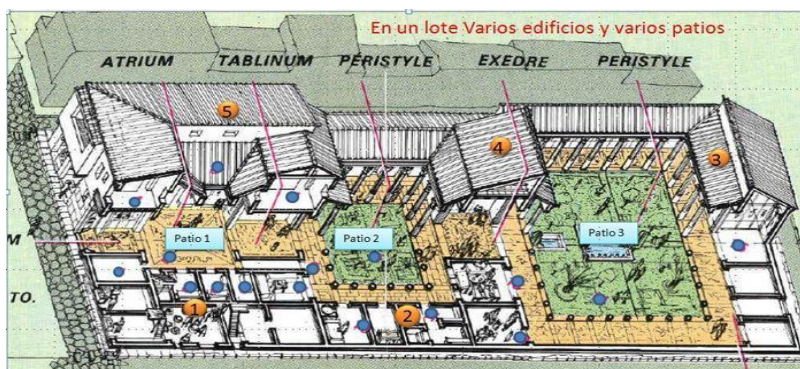 En un lote Varios edificios y varios patios
ATRIUM TABLINUM PERISTYLE EXEDRE PERISTYLE
5
4
3
M
Patio 1 Patio 2 Patio 3
TO.
1
2